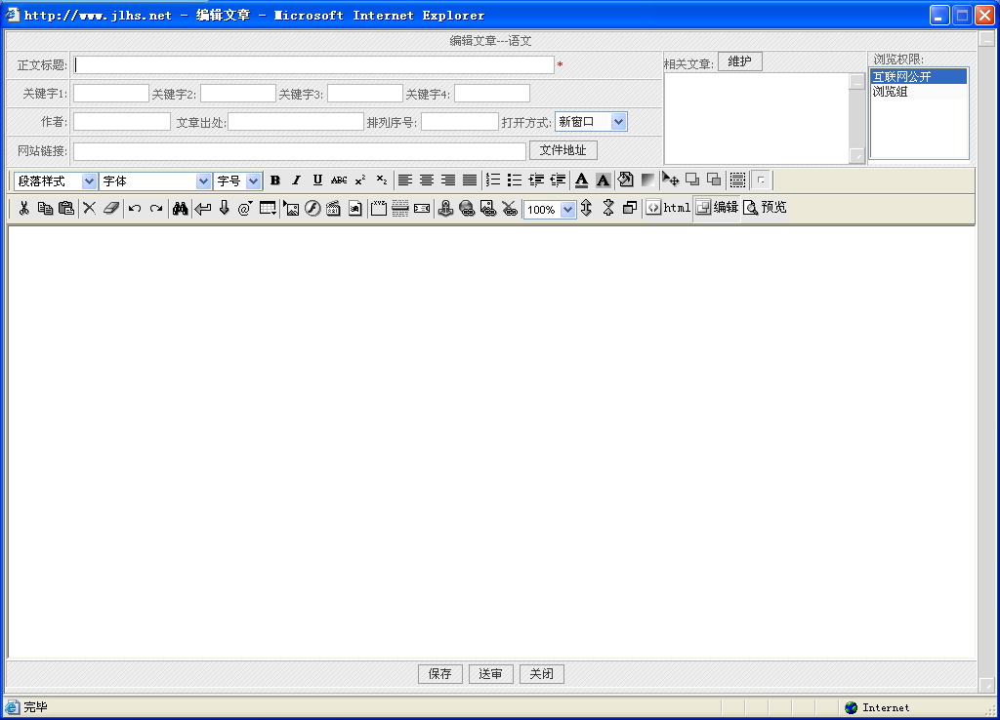 http://www.jlhs.net - 编辑文章 - Microsoft Internet Explorer
编辑文章---语文
正文标题: * 相关文章: 维护 浏览权限:
互联网公开
浏览组
关键字1: 关键字2: 关键字3: 关键字4:
作者: 文章出处: 排列序号: 打开方式: 新窗口
网站链接: 文件地址
段落样式 字体 字号 B I U ABC x² x₂ A A
100% html 编辑 预览
保存 送审 关闭
完毕 Internet